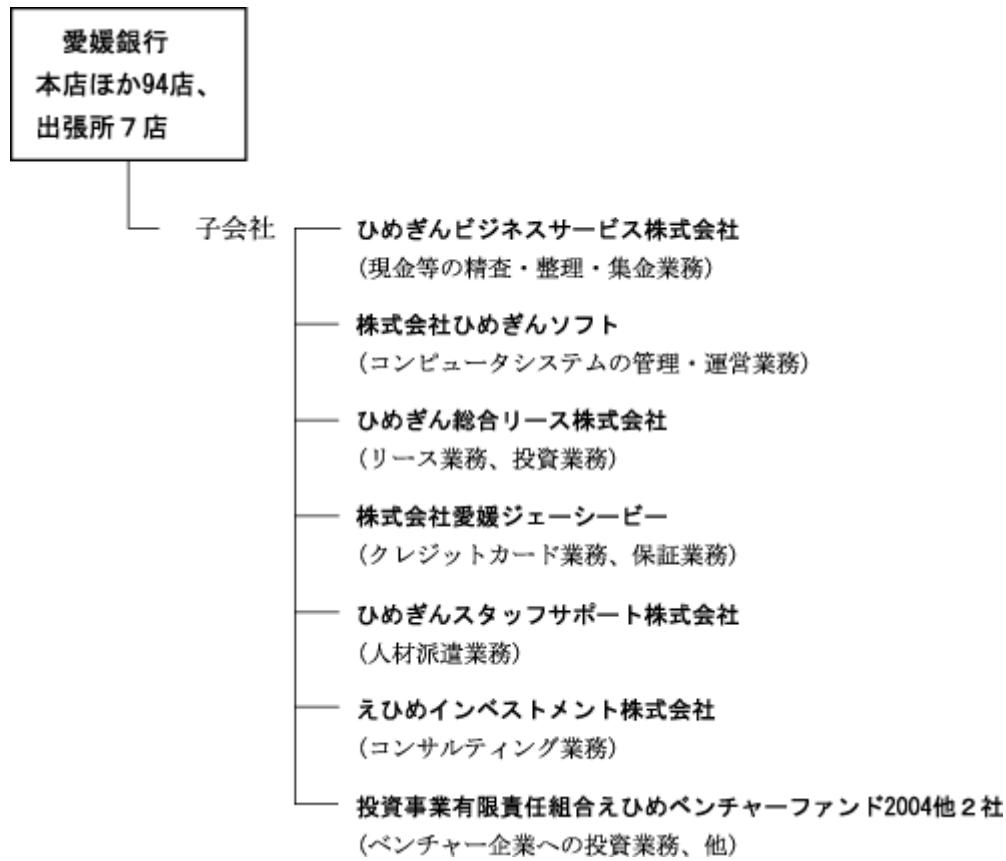 愛媛銀行
本店ほか94店、
出張所７店
子会社
ひめぎんビジネスサービス株式会社
(現金等の精査・整理・集金業務)
株式会社ひめぎんソフト
(コンピュータシステムの管理・運営業務)
ひめぎん総合リース株式会社
(リース業務、投資業務)
株式会社愛媛ジェーシービー
(クレジットカード業務、保証業務)
ひめぎんスタッフサポート株式会社
(人材派遣業務)
えひめインベストメント株式会社
(コンサルティング業務)
投資事業有限責任組合えひめベンチャーファンド2004他２社
(ベンチャー企業への投資業務、他)